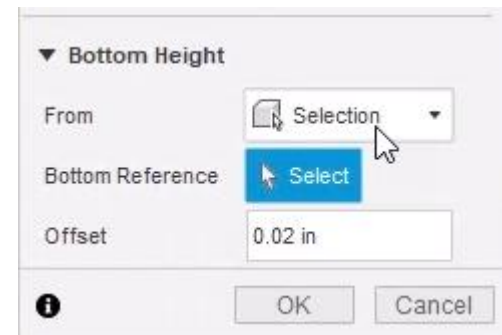 Bottom Height
From Selection
Bottom Reference Select
Offset 0.02 in
OK Cancel